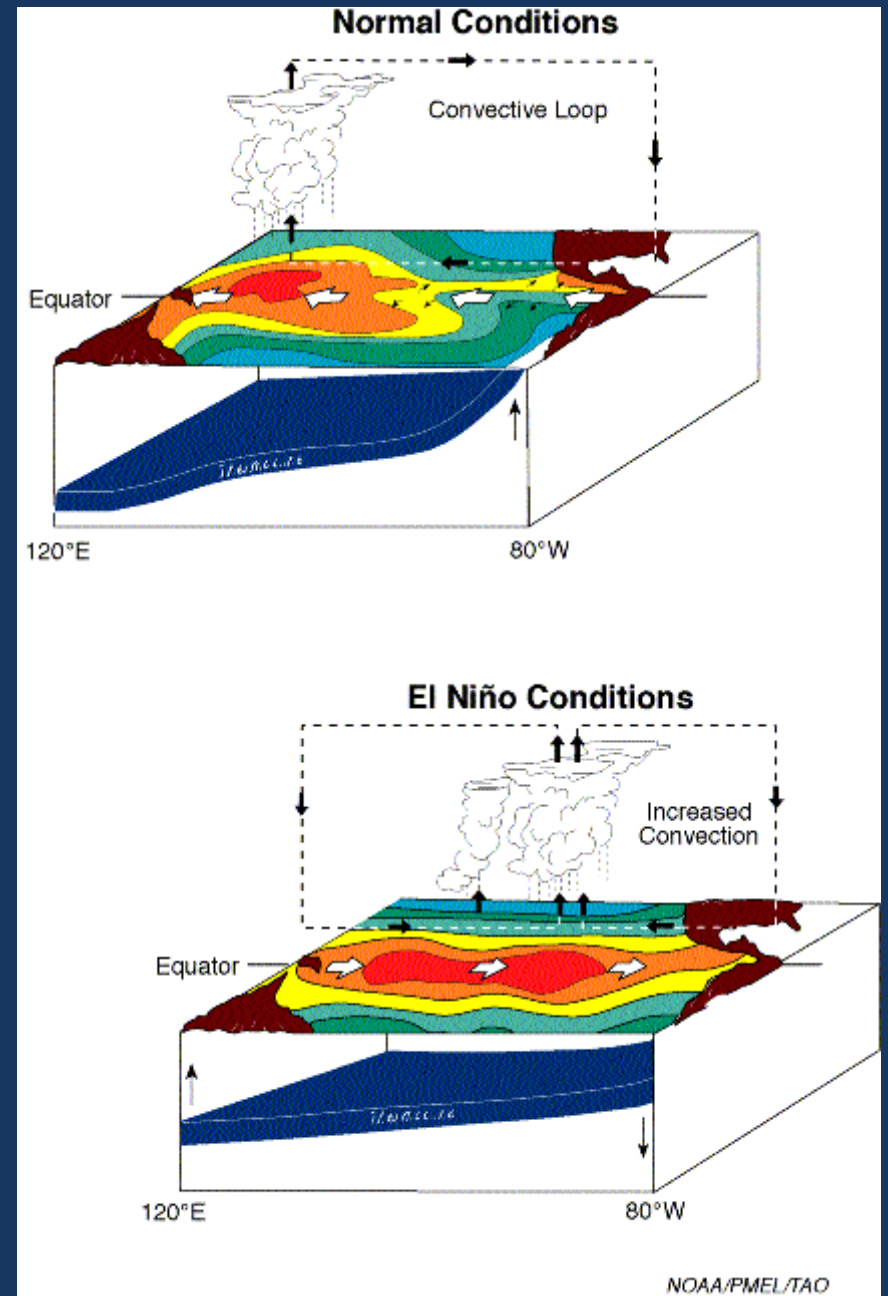 Normal Conditions
Convective Loop
Equator
120°E
80°W
El Niño Conditions
Increased
Convection
Equator
120°E
80°W
NOAA/PMEL/TAO